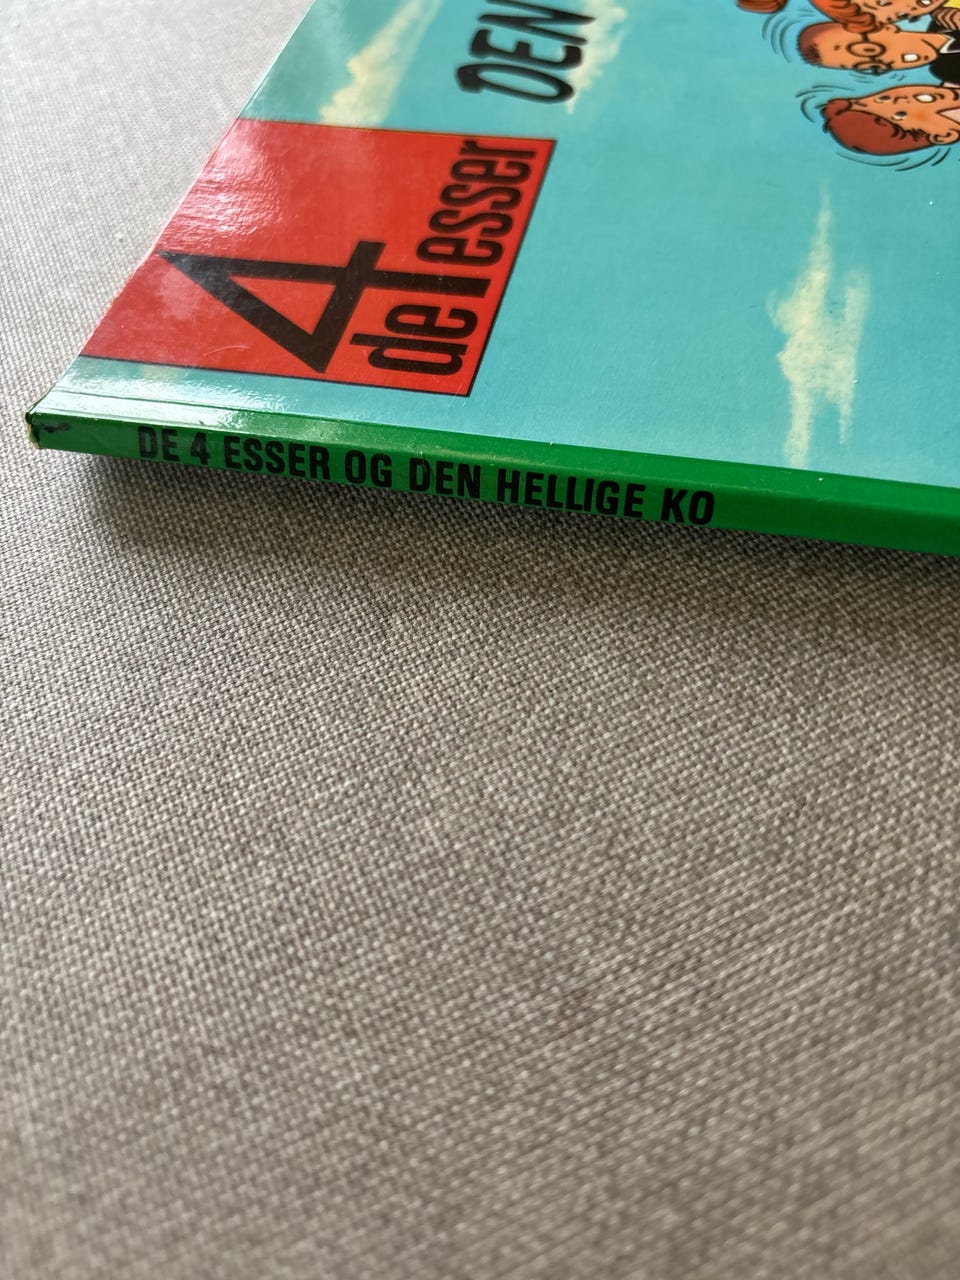 DEN
4
de esser
DE 4 ESSER OG DEN HELLIGE KO